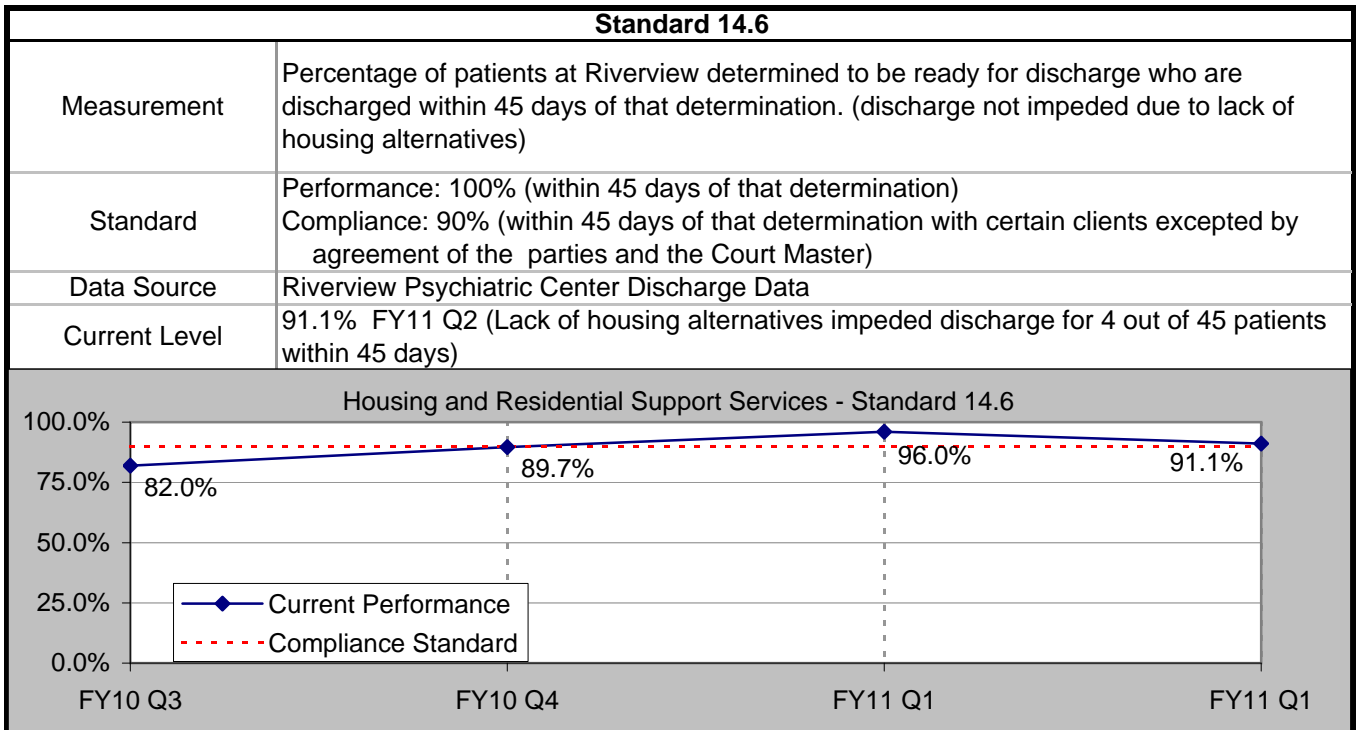 Standard 14.6
Measurement
Percentage of patients at Riverview determined to be ready for discharge who are
discharged within 45 days of that determination. (discharge not impeded due to lack of
housing alternatives)
Standard
Performance: 100% (within 45 days of that determination)
Compliance: 90% (within 45 days of that determination with certain clients excepted by
agreement of the parties and the Court Master)
Data Source
Riverview Psychiatric Center Discharge Data
Current Level
91.1% FY11 Q2 (Lack of housing alternatives impeded discharge for 4 out of 45 patients
within 45 days)
Housing and Residential Support Services - Standard 14.6
100.0%
75.0%
50.0%
25.0%
0.0%
82.0%
89.7%
96.0%
91.1%
Current Performance
Compliance Standard
FY10 Q3
FY10 Q4
FY11 Q1
FY11 Q1